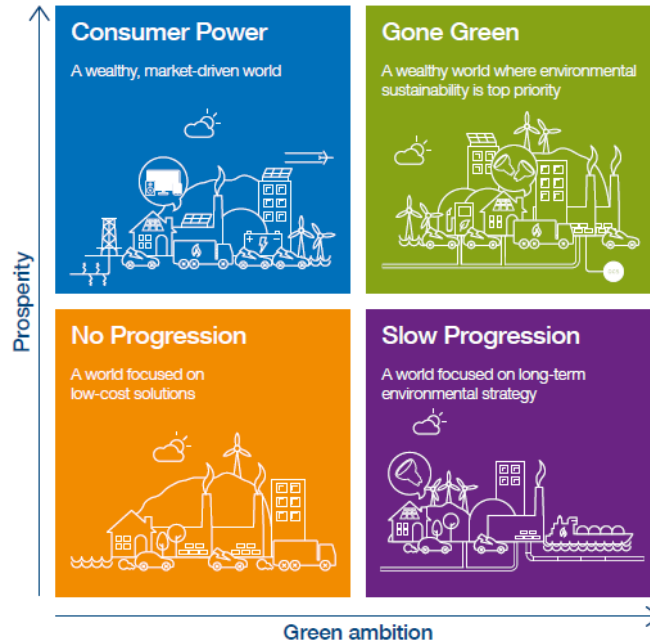 Consumer Power
A wealthy, market-driven world
Gone Green
A wealthy world where environmental
sustainability is top priority
No Progression
A world focused on
low-cost solutions
Slow Progression
A world focused on long-term
environmental strategy
Prosperity
Green ambition